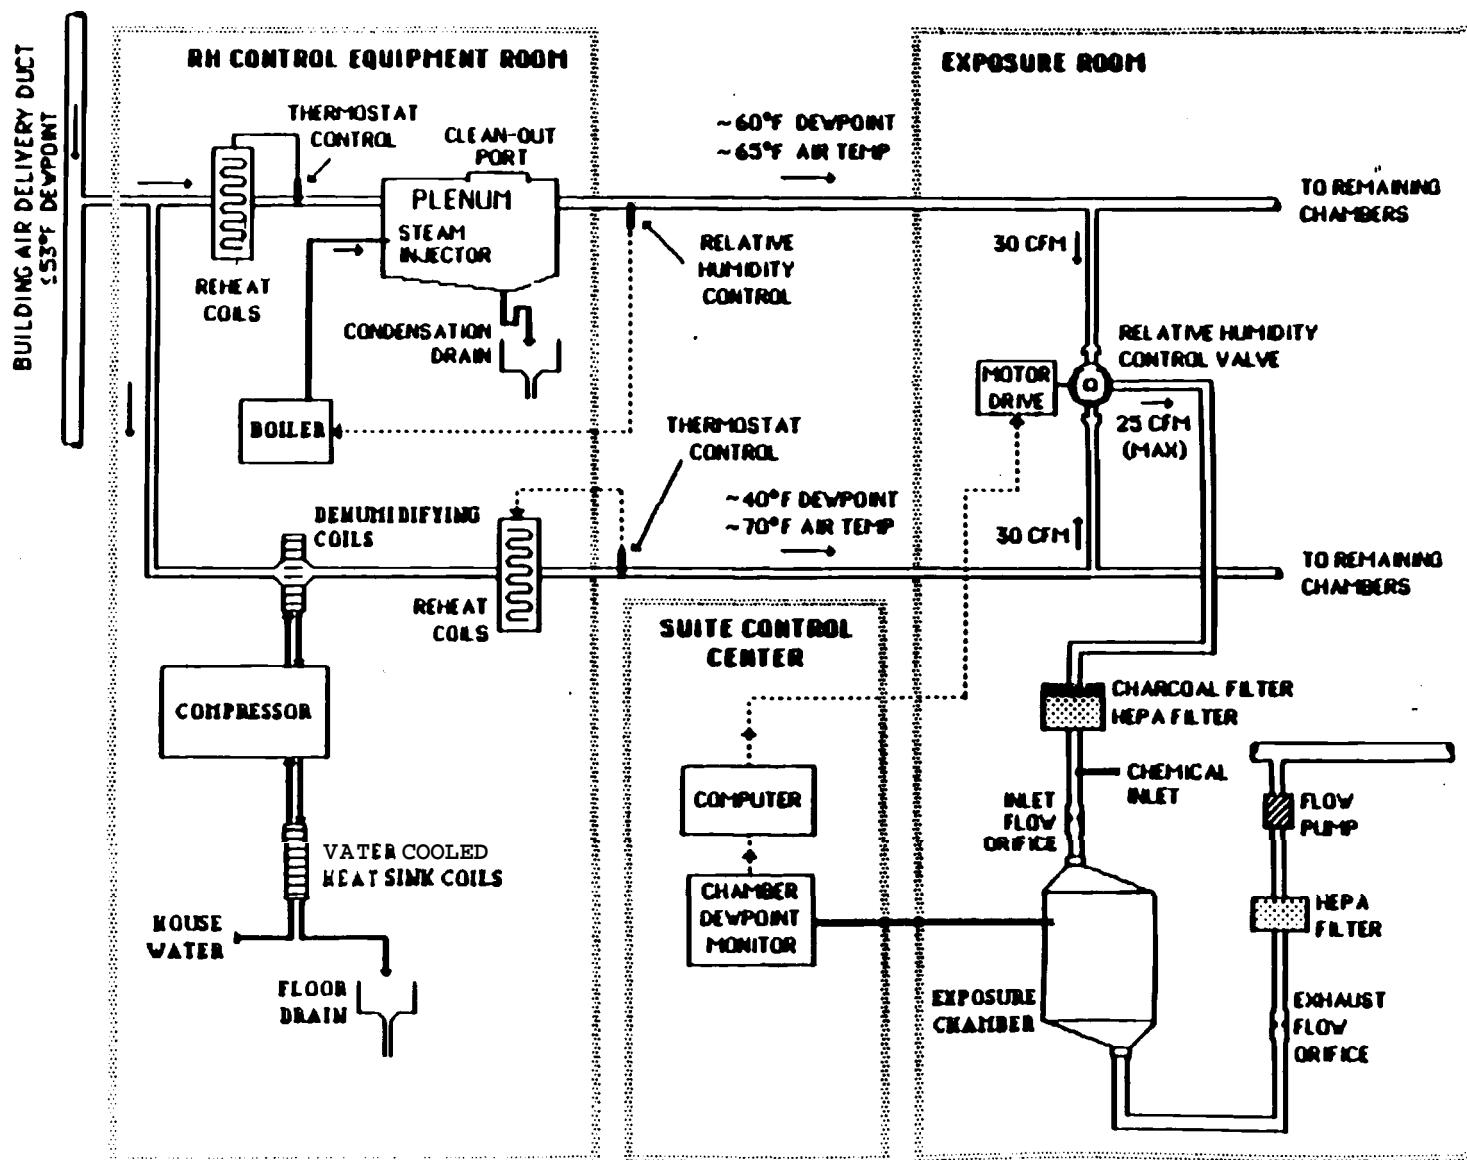 BUILDING AIR DELIVERY DUCT
≤53°F DEWPOINT
RH CONTROL EQUIPMENT ROOM
THERMOSTAT
CONTROL
CLEAN-OUT
PORT
PLENUM
STEAM
INJECTOR
REHEAT
COILS
CONDENSATION
DRAIN
BOILER
~60°F DEWPOINT
~65°F AIR TEMP
RELATIVE
HUMIDITY
CONTROL
EXPOSURE ROOM
TO REMAINING
CHAMBERS
30 CFM
RELATIVE HUMIDITY
CONTROL VALVE
MOTOR
DRIVE
25 CFM
(MAX)
THERMOSTAT
CONTROL
~40°F DEWPOINT
~70°F AIR TEMP
30 CFM
TO REMAINING
CHAMBERS
DEHUMIDIFYING
COILS
REHEAT
COILS
COMPRESSOR
VATER COOLED
HEAT SINK COILS
HOUSE
WATER
FLOOR
DRAIN
SUITE CONTROL
CENTER
COMPUTER
CHAMBER
DEWPOINT
MONITOR
CHARCOAL FILTER
HEPA FILTER
CHEMICAL
INLET
INLET
FLOW
ORIFICE
EXPOSURE
CHAMBER
FLOW
PUMP
HEPA
FILTER
EXHAUST
FLOW
ORIFICE